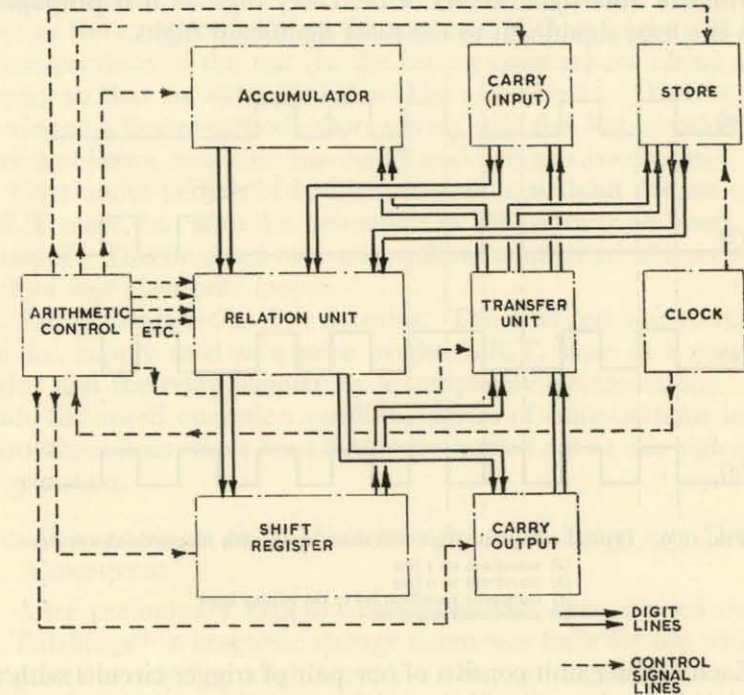 ACCUMULATOR
CARRY
(INPUT)
STORE
ARITHMETIC
CONTROL
ETC.
RELATION UNIT
TRANSFER
UNIT
CLOCK
SHIFT
REGISTER
CARRY
OUTPUT
DIGIT
LINES
CONTROL
SIGNAL
LINES